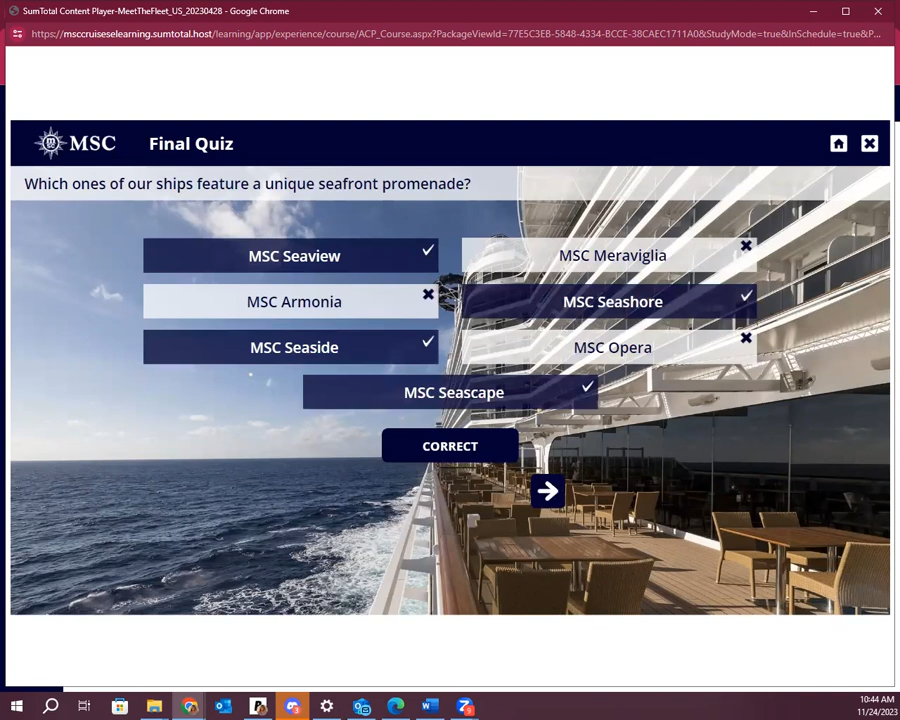 SumTotal Content Player-MeetTheFleet_US_20230428 - Google Chrome
https://msccruiseselearning.sumtotal.host/learning/app/experience/course/ACP_Course.aspx?PackageViewId=77E5C3EB-5848-4334-BCCE-38CAEC1711A0&StudyMode=true&InSchedule=true&P...
MSC Final Quiz
Which ones of our ships feature a unique seafront promenade?
MSC Seaview MSC Meraviglia
MSC Armonia MSC Seashore
MSC Seaside MSC Opera
MSC Seascape
CORRECT
10:44 AM
11/24/2023